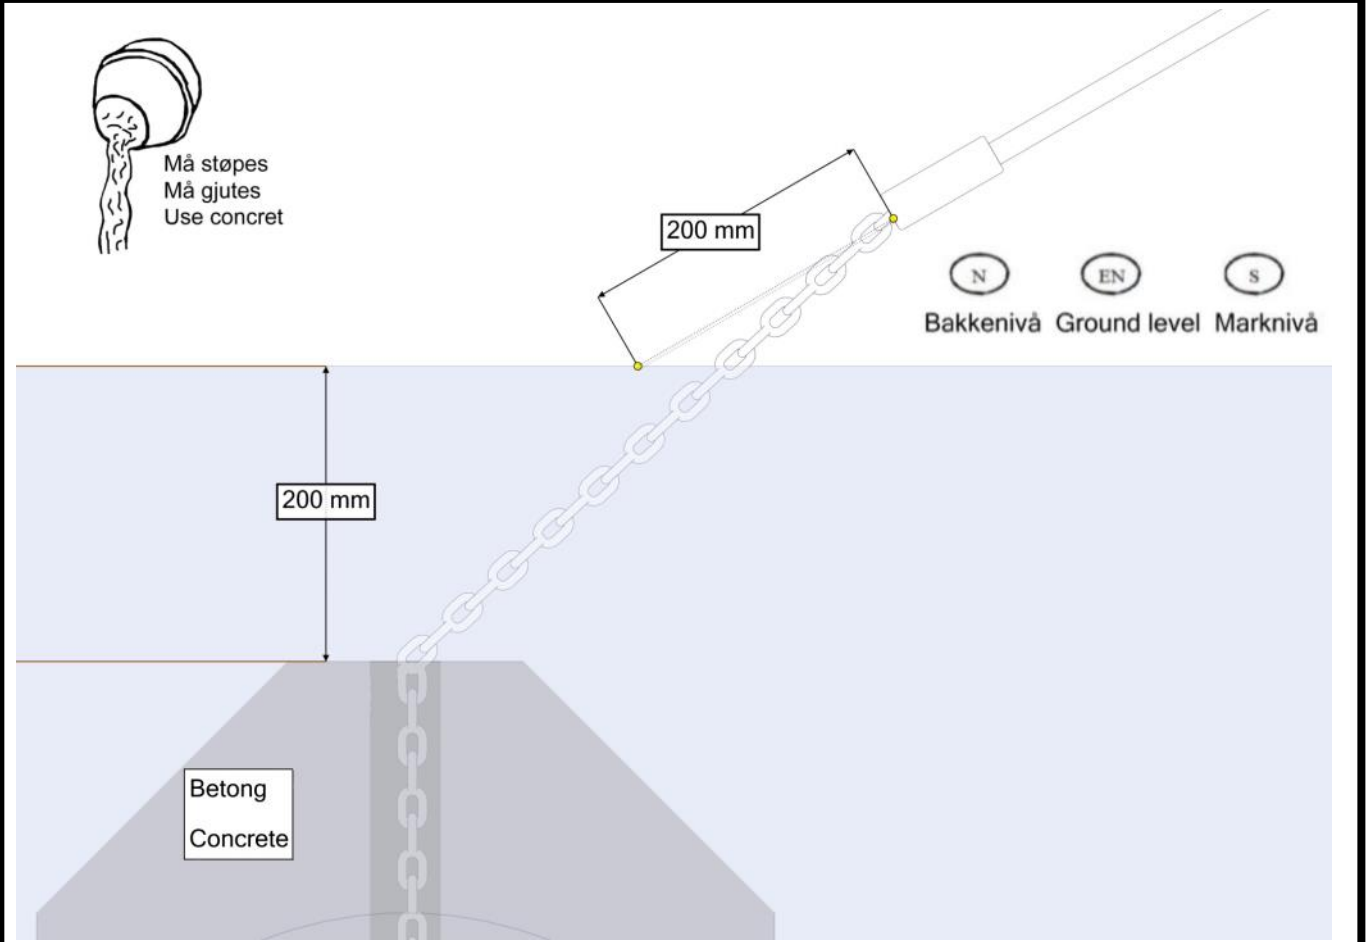 Må støpes
Må gjutes
Use concret
200 mm
N EN S
Bakkenivå Ground level Marknivå
200 mm
Betong
Concrete